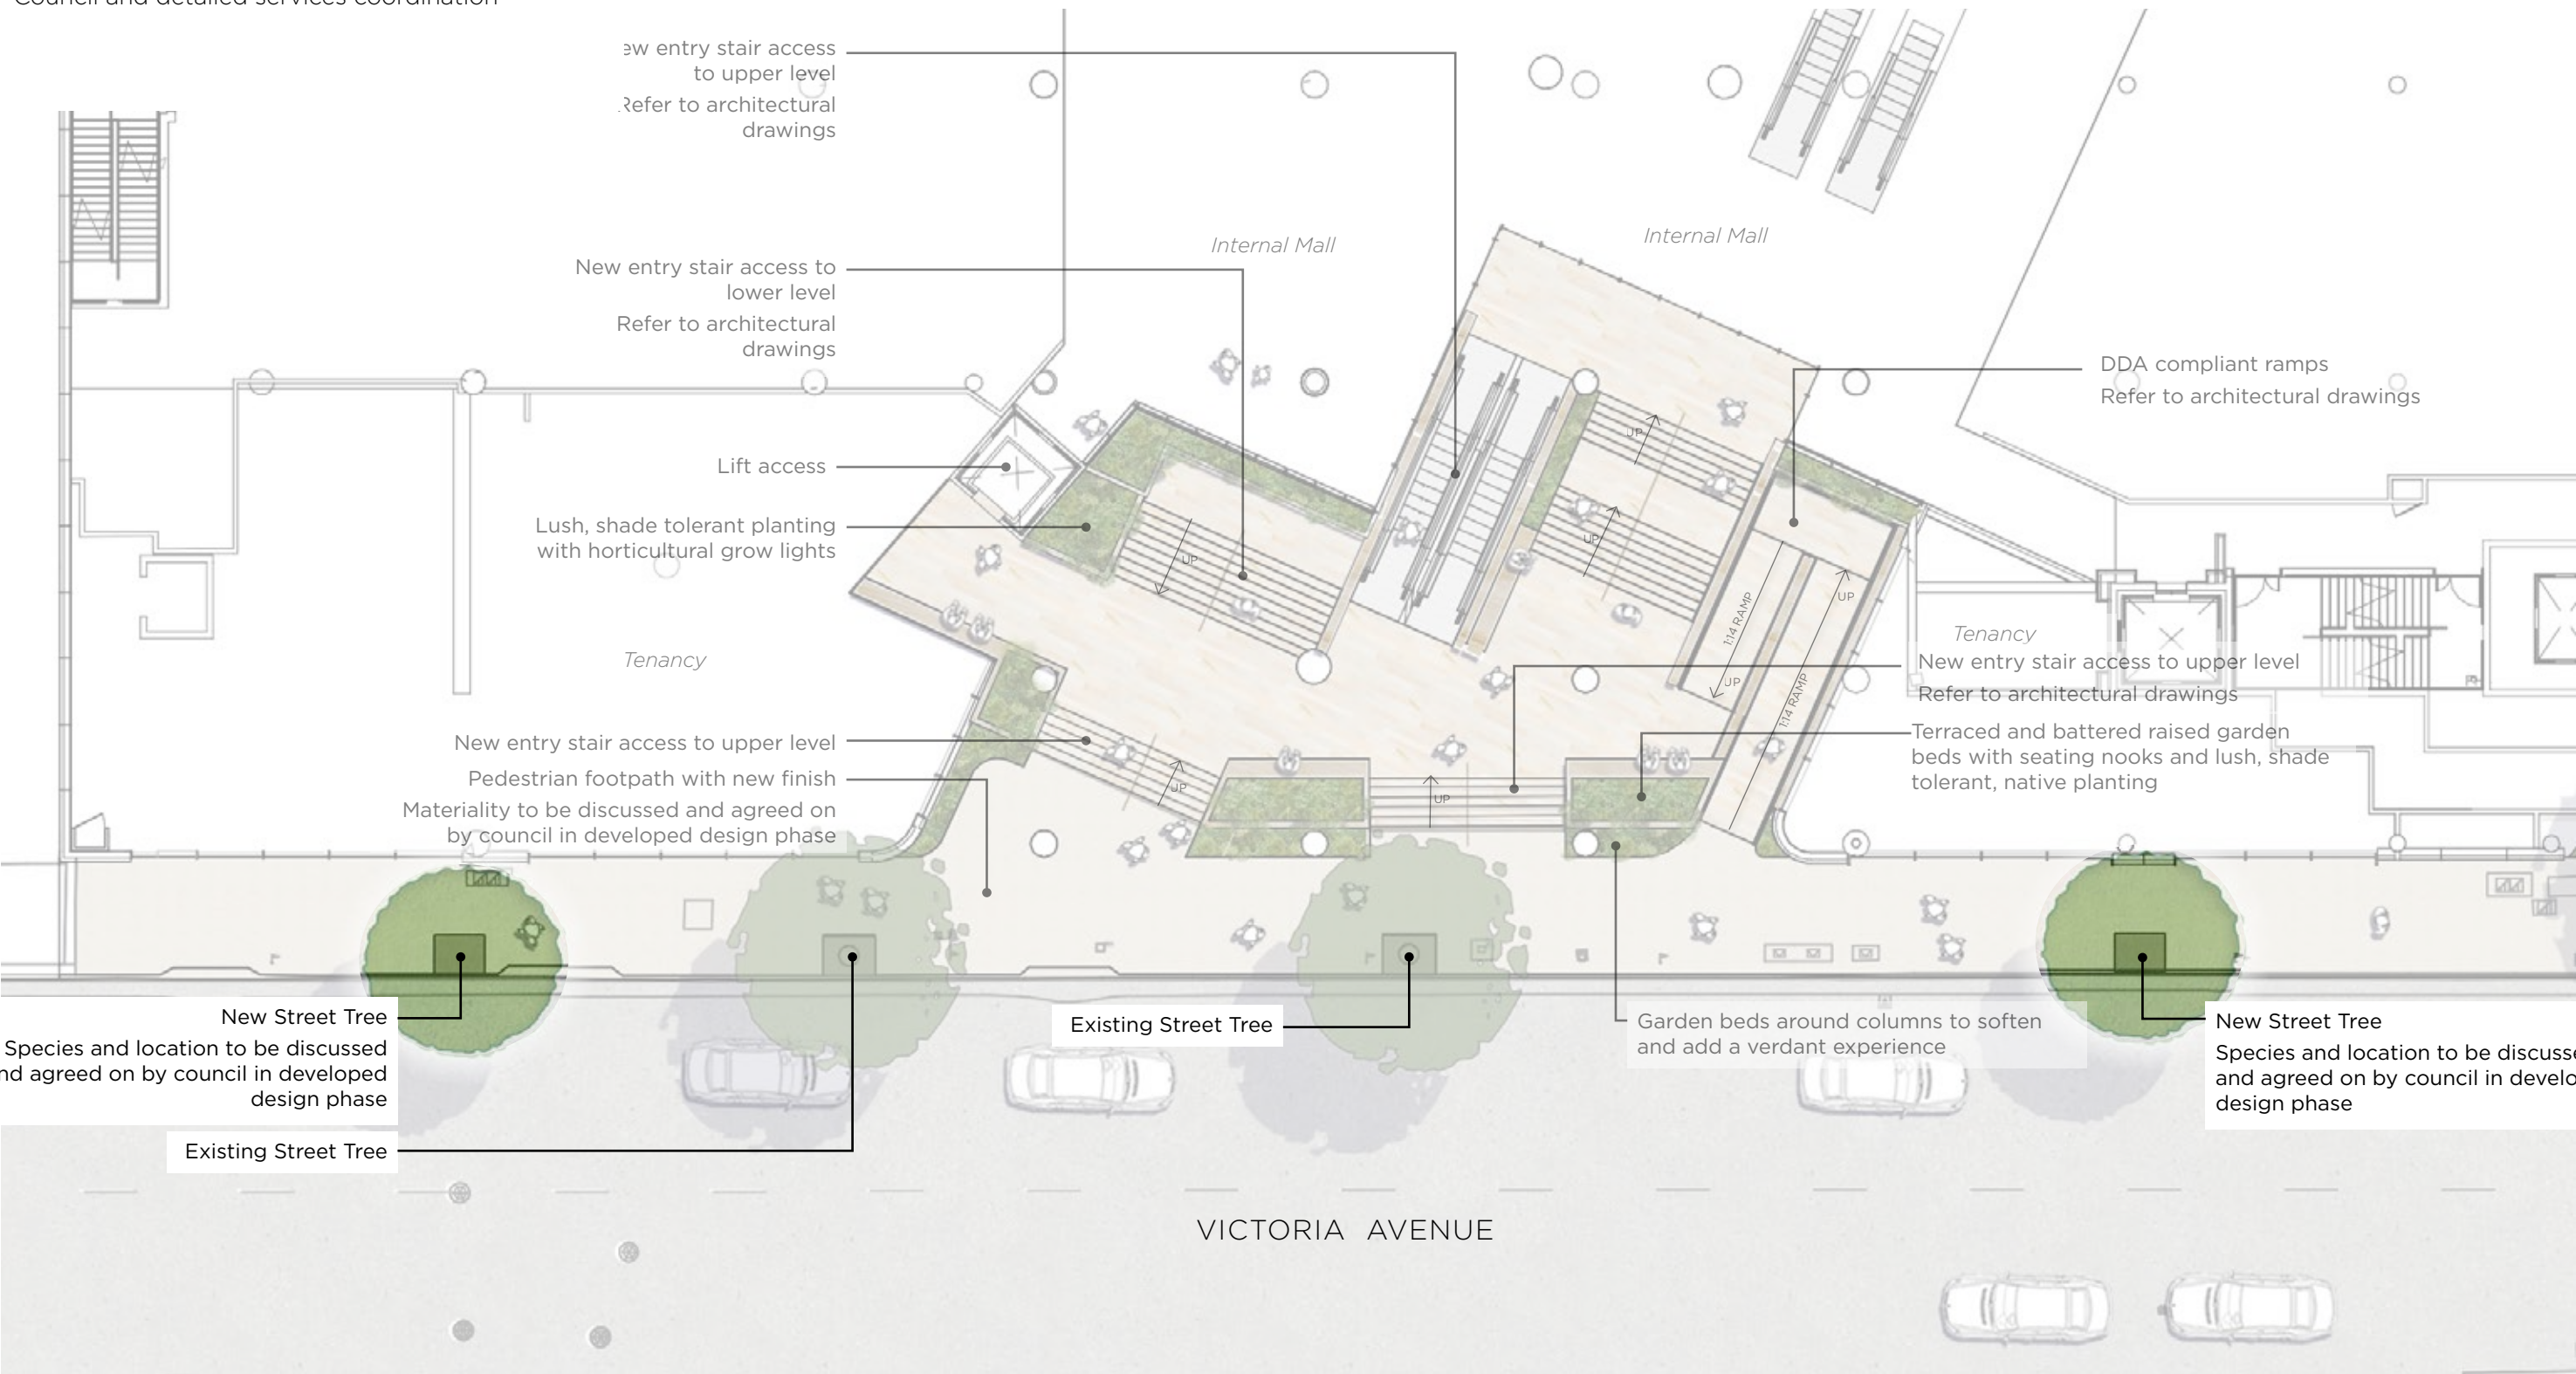 Council and detailed services coordination
ew entry stair access
to upper level
Refer to architectural
drawings
Internal Mall
Internal Mall
New entry stair access to
lower level
Refer to architectural
drawings
DDA compliant ramps
Refer to architectural drawings
UP
Lift access
Lush, shade tolerant planting
with horticultural grow lights
UP
UP
UP
1:14 RAMP
Tenancy
Tenancy
New entry stair access to upper level
Refer to architectural drawings
UP
1:14 RAMP
New entry stair access to upper level
Terraced and battered raised garden
beds with seating nooks and lush, shade
tolerant, native planting
Pedestrian footpath with new finish
Materiality to be discussed and agreed on
by council in developed design phase
UP
UP
New Street Tree
Species and location to be discussed
nd agreed on by council in developed
design phase
Existing Street Tree
Existing Street Tree
Garden beds around columns to soften
and add a verdant experience
New Street Tree
Species and location to be discusse
and agreed on by council in develo
design phase
VICTORIA AVENUE